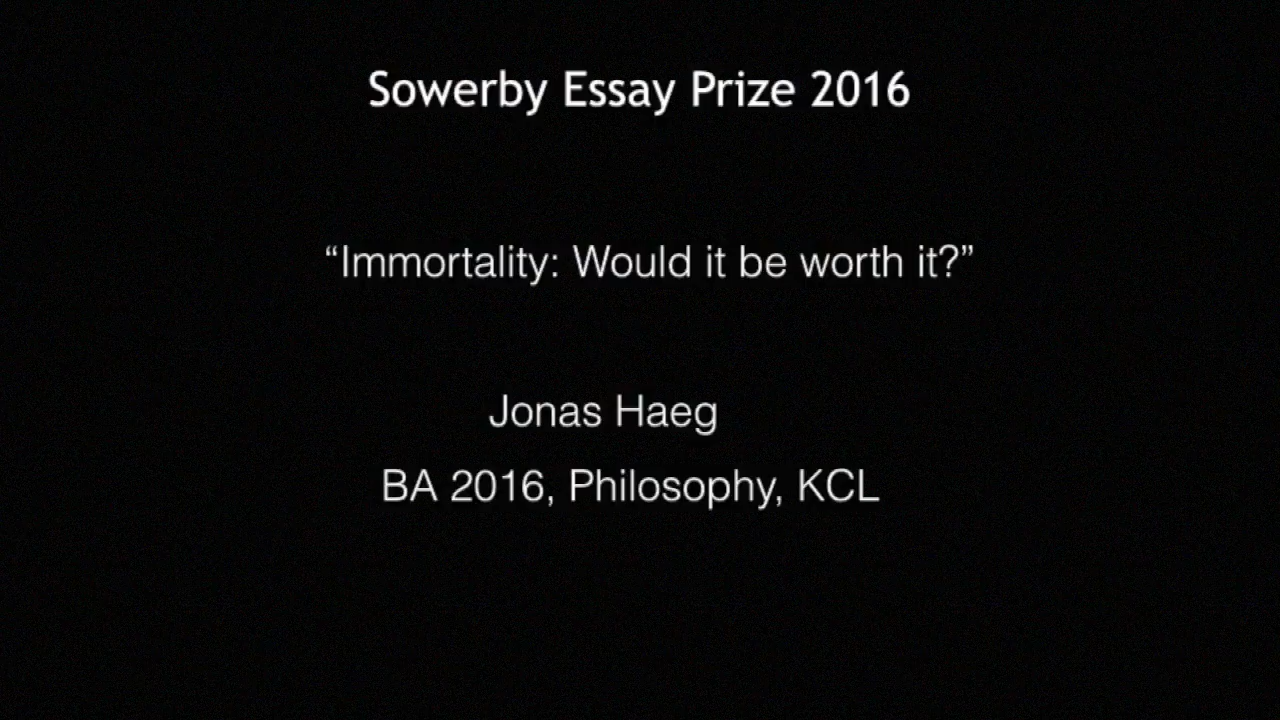 Sowerby Essay Prize 2016
“Immortality: Would it be worth it?”
Jonas Haeg
BA 2016, Philosophy, KCL